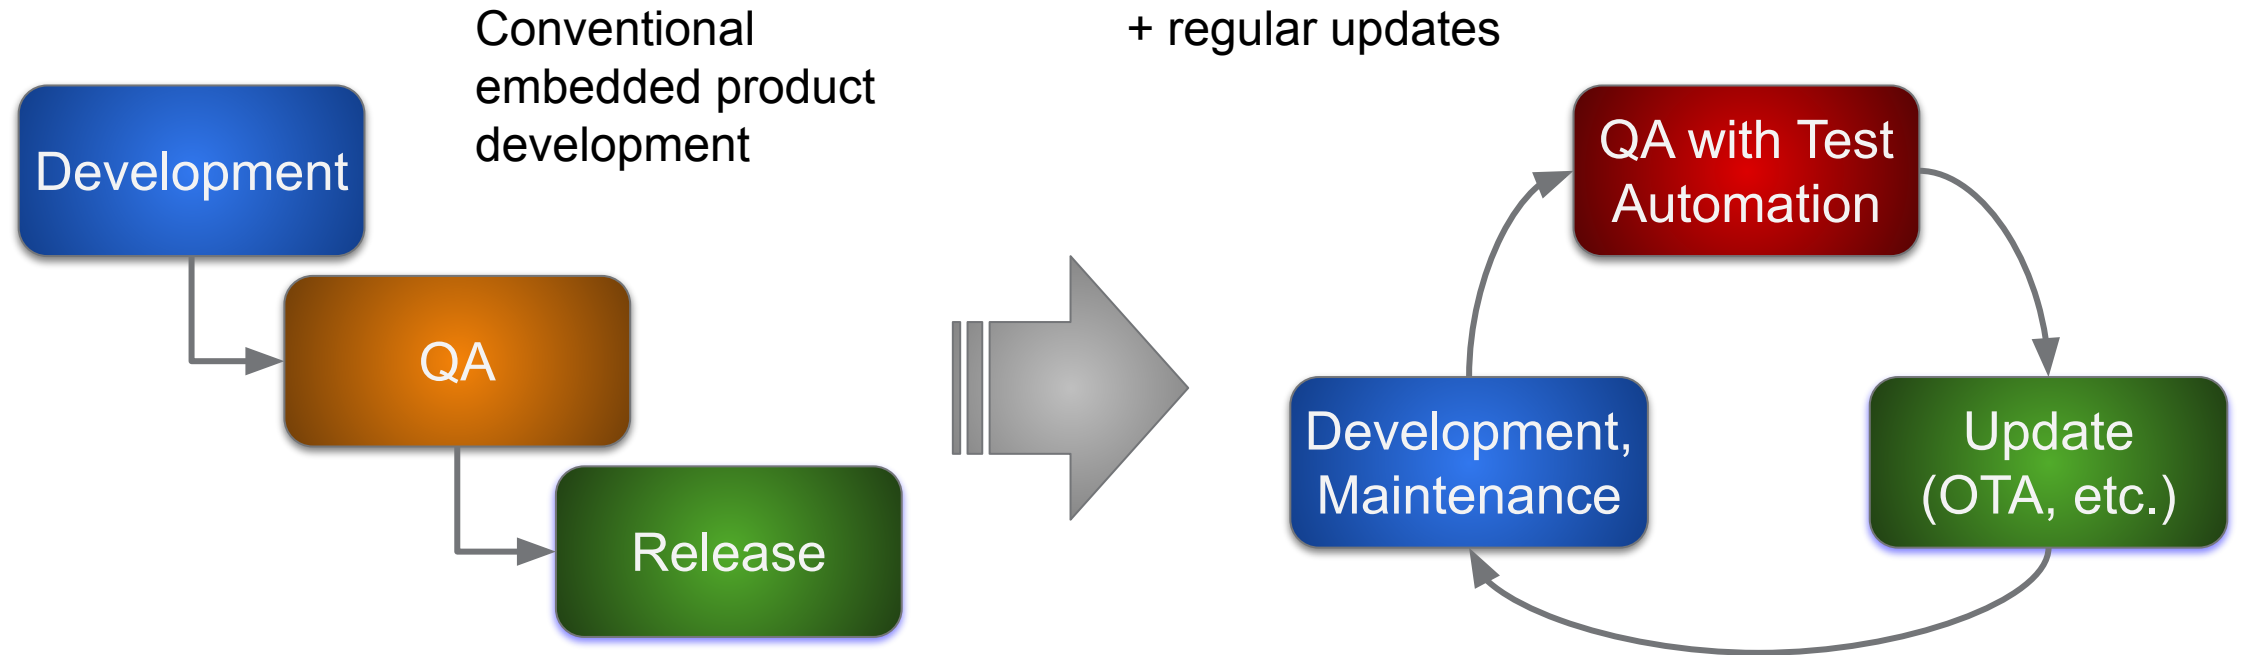 Conventional
embedded product
development
Development
QA
Release
+ regular updates
QA with Test
Automation
Development,
Maintenance
Update
(OTA, etc.)